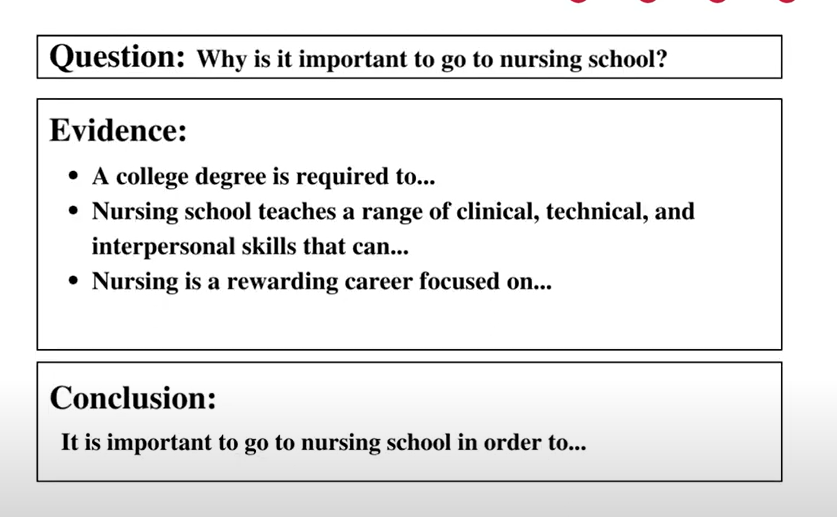 Question: Why is it important to go to nursing school?
Evidence:
• A college degree is required to...
• Nursing school teaches a range of clinical, technical, and
interpersonal skills that can...
• Nursing is a rewarding career focused on...
Conclusion:
It is important to go to nursing school in order to...